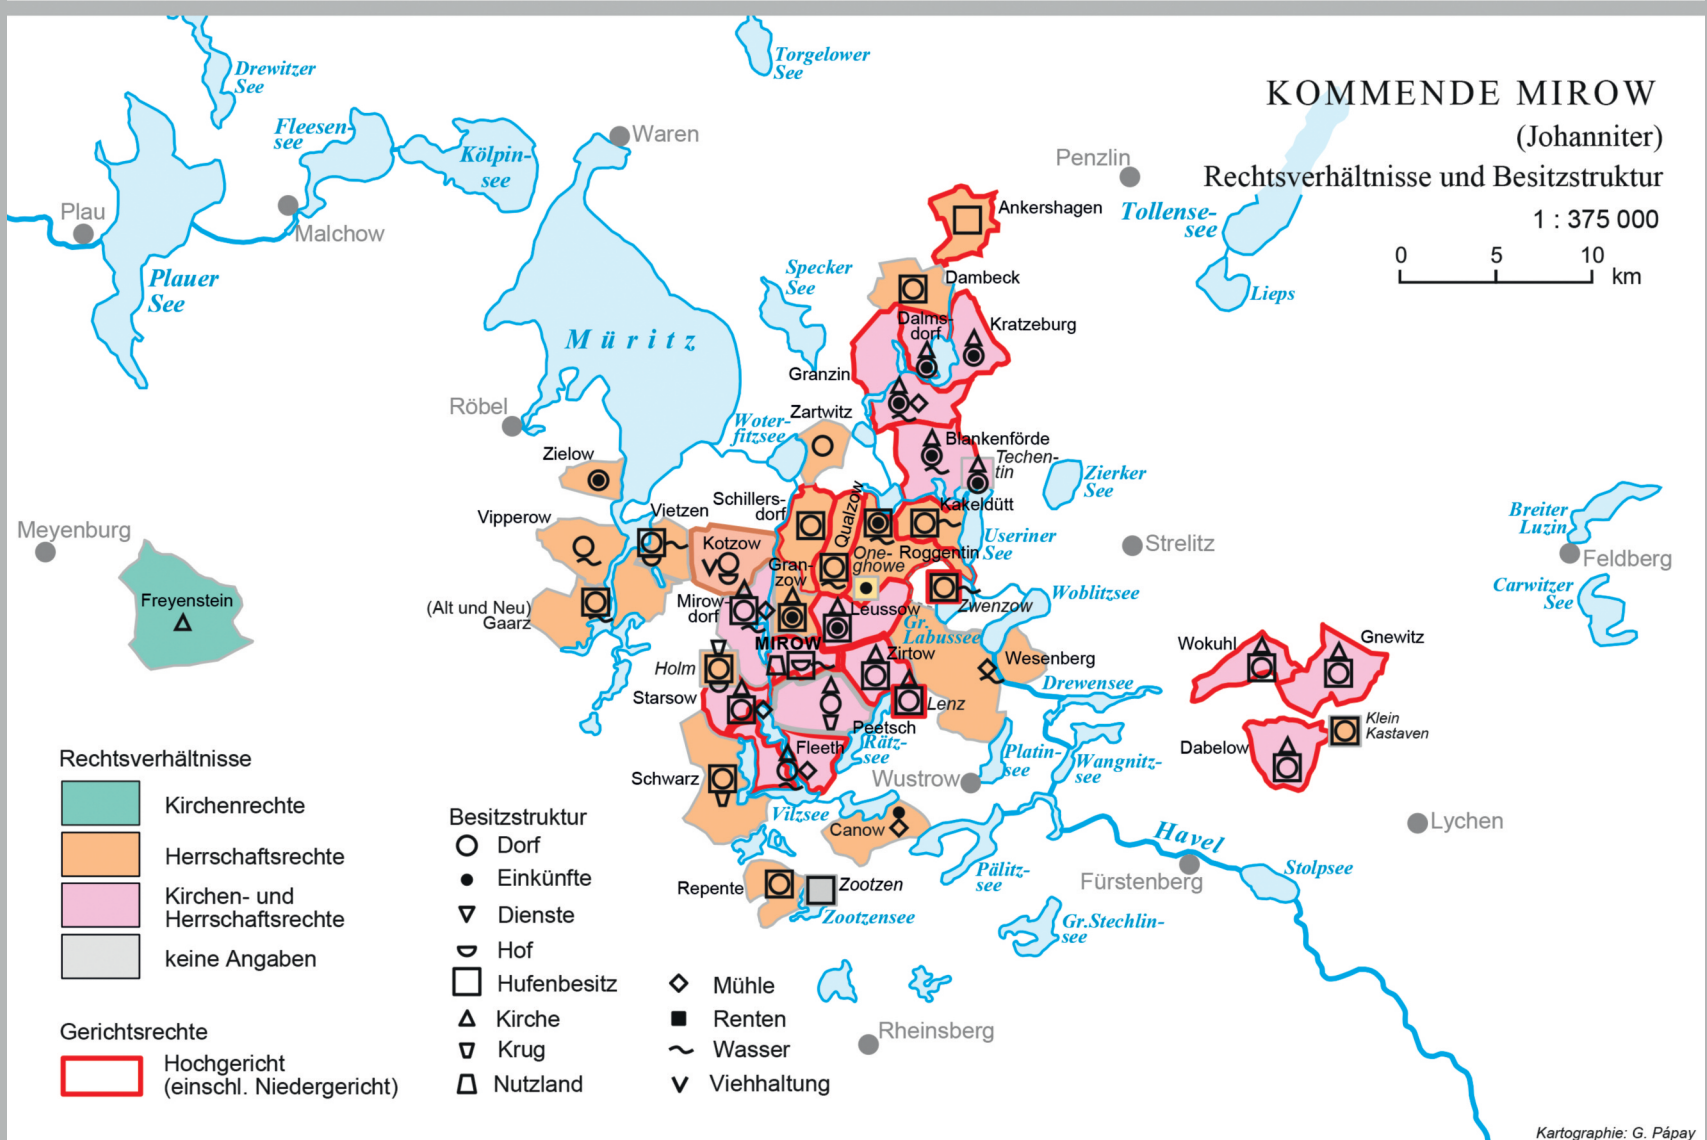 KOMMENDE MIROW
(Johanniter)
Rechtsverhältnisse und Besitzstruktur
1 : 375 000
0 5 10
km
Drewitzer
See
Torgelower
See
Fleesen-
see
Kölpin-
see
Waren
Penzlin
Plau
Malchow
Plauer
See
Müritz
Specker
See
Ankershagen
Tollense-
see
Lieps
Dambeck
Dalms-
dorf
Kratzeburg
Granzin
Röbel
Zartwitz
Woter-
fitzsee
Blankenförde
Techen-
tin
Zierker
See
Zielow
Schillers-
dorf
Qualzow
Kakeldütt
Vipperow
Vietzen
Kotzow
Meyenburg
Useriner
See
Strelitz
Breiter
Luzin
Feldberg
One-
ghowe
Roggentin
Gran-
zow
Freyenstein
(Alt und Neu)
Gaarz
Mirow-
dorf
Leussow
Zwenzow
Woblitzsee
Carwitzer
See
Gr.
Labussee
MIROW
Holm
Zirtow
Wesenberg
Wokuhl
Gnewitz
Starsow
Lenz
Drewensee
Peetsch
Klein
Kastaven
Dabelow
Fleeth
Rätz-
see
Platin-
see
Wangnitz-
see
Schwarz
Wustrow
Vilzsee
Canow
Lychen
Havel
Repente
Zootzen
Zootzensee
Pälitz-
see
Fürstenberg
Stolpsee
Gr.Stechlin-
see
Rheinsberg
Rechtsverhältnisse
Kirchenrechte
Herrschaftsrechte
Kirchen- und
Herrschaftsrechte
keine Angaben
Gerichtsrechte
Hochgericht
(einschl. Niedergericht)
Besitzstruktur
Dorf
Einkünfte
Dienste
Hof
Hufenbesitz
Kirche
Krug
Nutzland
Mühle
Renten
Wasser
Viehhaltung
Kartographie: G. Pápay